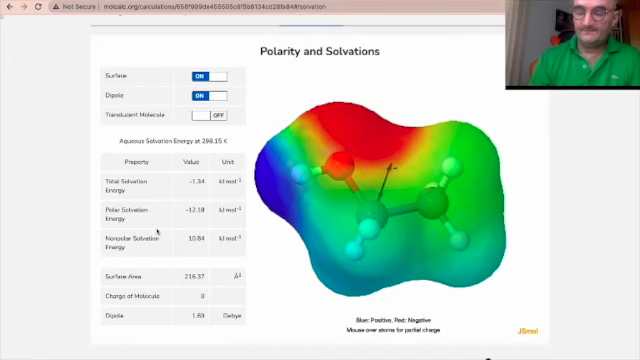 Not Secure | molcalc.org/calculations/658f999de455505c5f5b8134cd28fa84#/solvation
Polarity and Solvations
Surface ON
Dipole ON
Translucent Molecule OFF
Aqueous Solvation Energy at 298.15 K
Property Value Unit
Total Solvation Energy -1.34 kJ mol⁻¹
Polar Solvation Energy -12.18 kJ mol⁻¹
Nonpolar Solvation Energy 10.84 kJ mol⁻¹
Surface Area 216.37 Å²
Charge of Molecule 0
Dipole 1.69 Debye
Blue: Positive, Red: Negative
Mouse over atoms for partial charge
JSmol